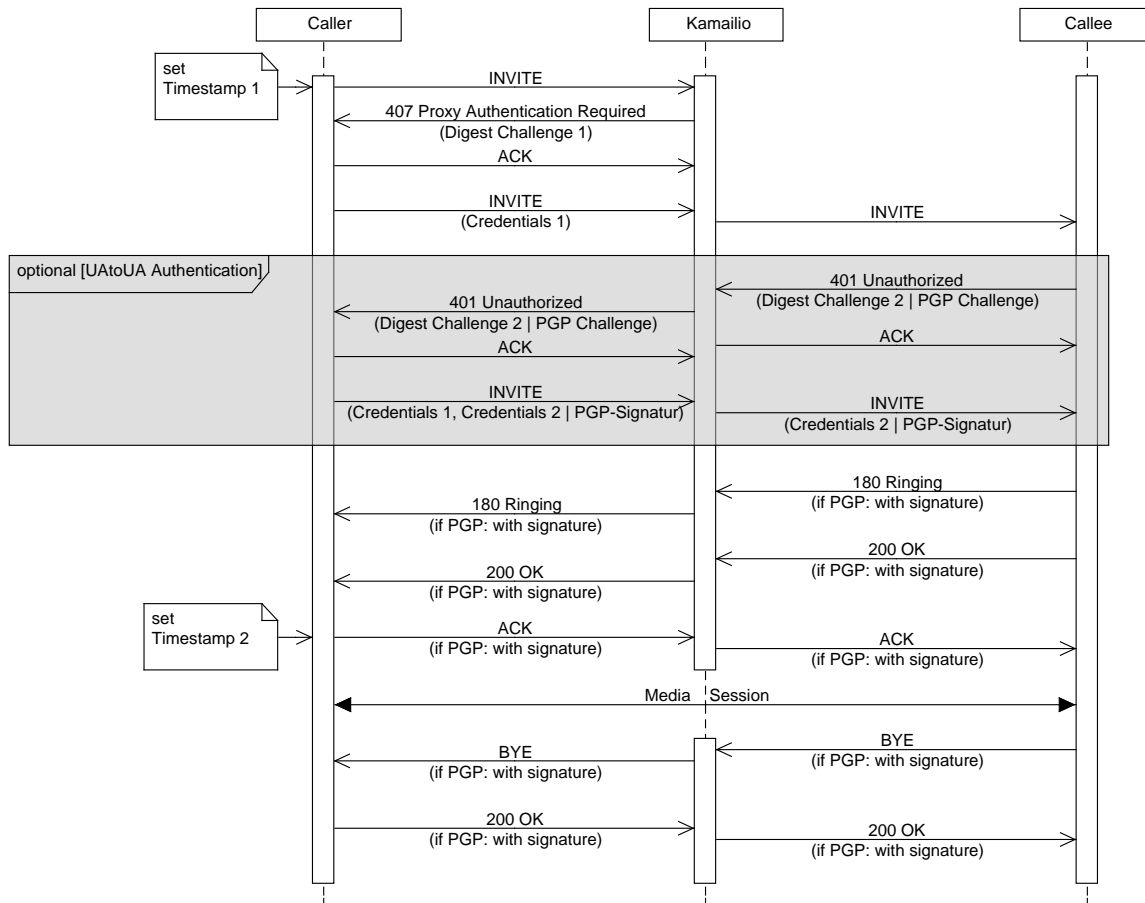 Caller
Kamailio
Callee
set
Timestamp 1
INVITE
407 Proxy Authentication Required
(Digest Challenge 1)
ACK
INVITE
(Credentials 1)
INVITE
optional [UAtoUA Authentication]
401 Unauthorized
(Digest Challenge 2 | PGP Challenge)
401 Unauthorized
(Digest Challenge 2 | PGP Challenge)
ACK
ACK
INVITE
(Credentials 1, Credentials 2 | PGP-Signatur)
INVITE
(Credentials 2 | PGP-Signatur)
180 Ringing
(if PGP: with signature)
180 Ringing
(if PGP: with signature)
200 OK
(if PGP: with signature)
200 OK
(if PGP: with signature)
set
Timestamp 2
ACK
(if PGP: with signature)
ACK
(if PGP: with signature)
Media Session
BYE
(if PGP: with signature)
BYE
(if PGP: with signature)
200 OK
(if PGP: with signature)
200 OK
(if PGP: with signature)